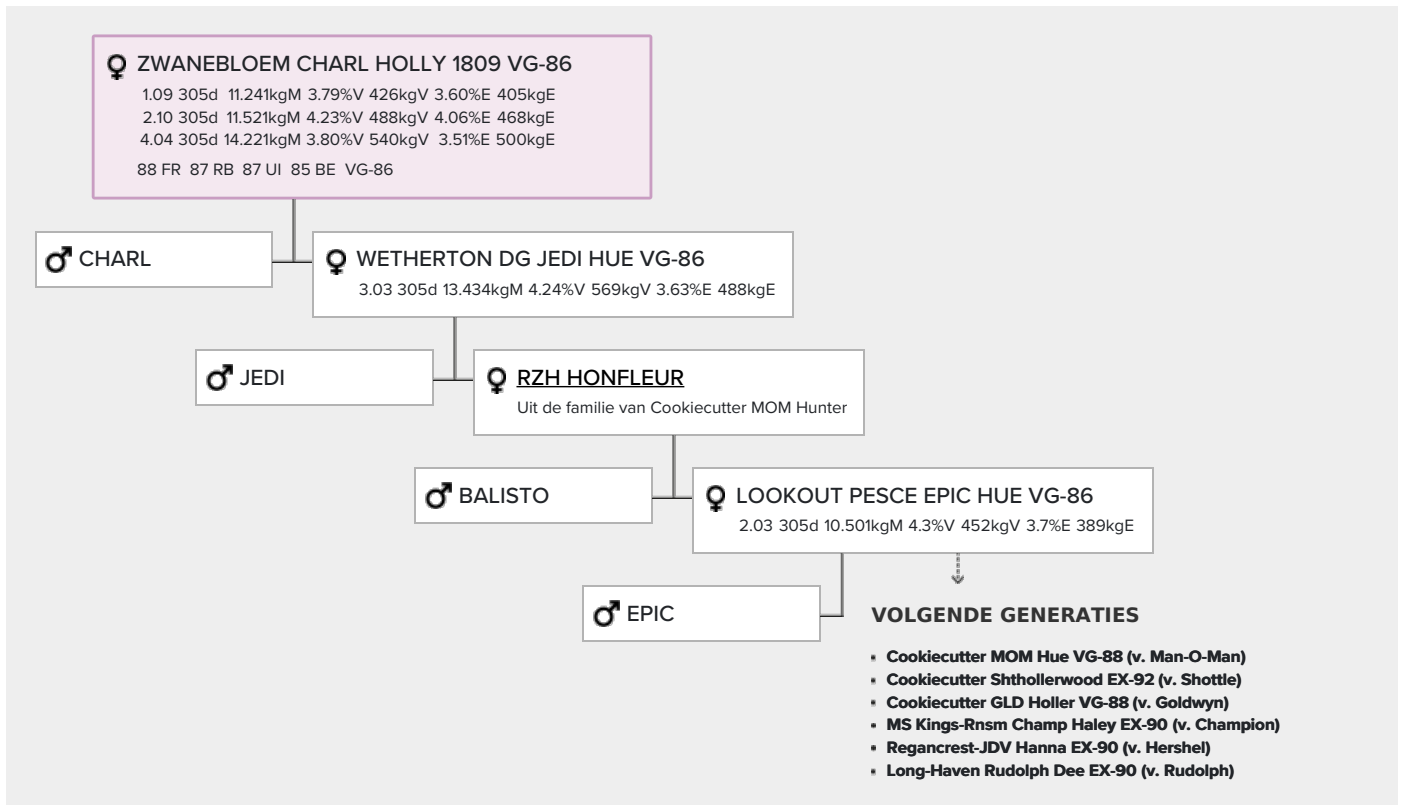 ZWANEBLOEM CHARL HOLLY 1809 VG-86
1.09 305d 11.241kgM 3.79%V 426kgV 3.60%E 405kgE
2.10 305d 11.521kgM 4.23%V 488kgV 4.06%E 468kgE
4.04 305d 14.221kgM 3.80%V 540kgV 3.51%E 500kgE
88 FR 87 RB 87 UI 85 BE VG-86
CHARL
WETHERTON DG JEDI HUE VG-86
3.03 305d 13.434kgM 4.24%V 569kgV 3.63%E 488kgE
JEDI
RZH HONFLEUR
Uit de familie van Cookiecutter MOM Hunter
BALISTO
LOOKOUT PESCE EPIC HUE VG-86
2.03 305d 10.501kgM 4.3%V 452kgV 3.7%E 389kgE
EPIC
VOLGENDE GENERATIES
▪ Cookiecutter MOM Hue VG-88 (v. Man-O-Man)
▪ Cookiecutter Shthollerwood EX-92 (v. Shottle)
▪ Cookiecutter GLD Holler VG-88 (v. Goldwyn)
▪ MS Kings-Rnsm Champ Haley EX-90 (v. Champion)
▪ Regancrest-JDV Hanna EX-90 (v. Hershel)
▪ Long-Haven Rudolph Dee EX-90 (v. Rudolph)